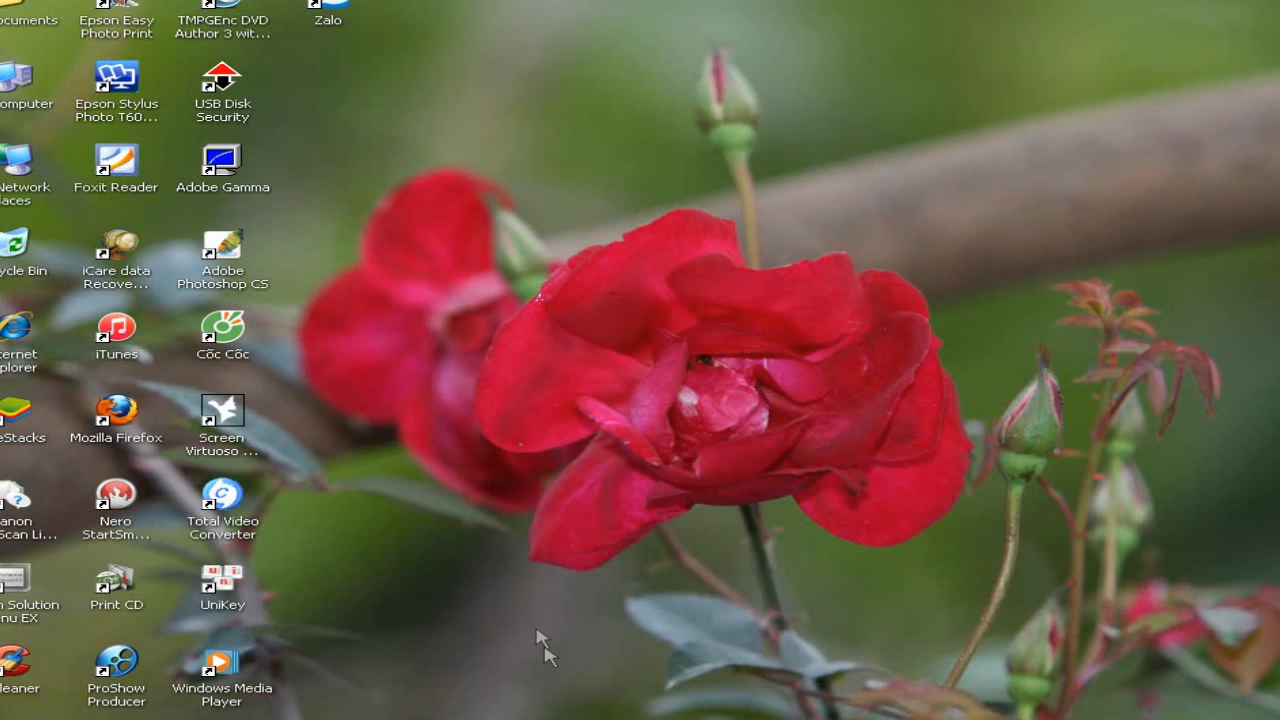 ocuments
Epson Easy
Photo Print
TMPGEnc DVD
Author 3 wit...
Zalo
omputer
Epson Stylus
Photo T60...
USB Disk
Security
Network
laces
Foxit Reader
Adobe Gamma
ycle Bin
iCare data
Recove...
Adobe
Photoshop CS
ternet
plorer
iTunes
Cốc Cốc
eStacks
Mozilla Firefox
Screen
Virtuoso ...
anon
Scan Li...
Nero
StartSm...
Total Video
Converter
n Solution
enu EX
Print CD
UniKey
leaner
ProShow
Producer
Windows Media
Player